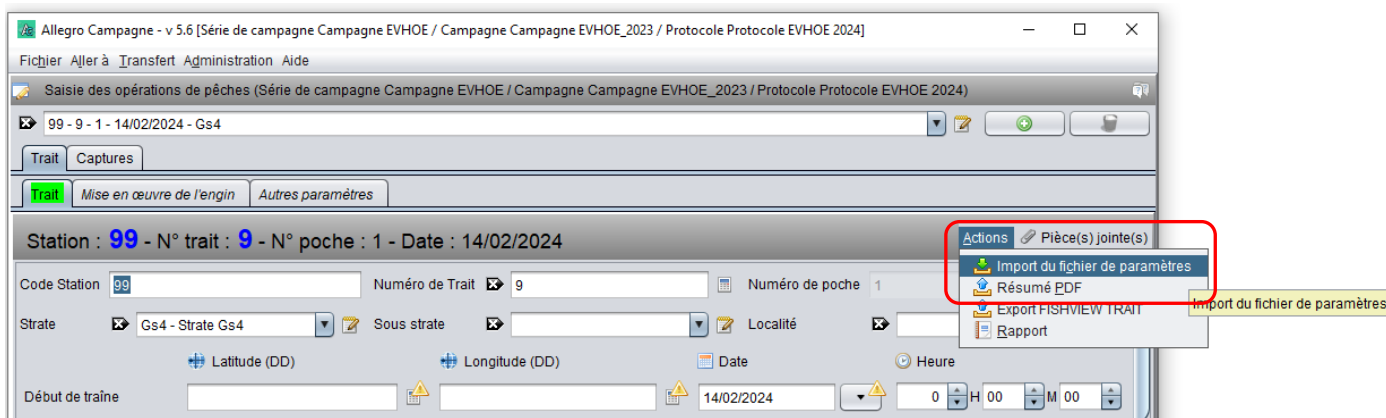 Allegro Campagne - v 5.6 [Série de campagne Campagne EVHOE / Campagne Campagne EVHOE_2023 / Protocole Protocole EVHOE 2024]
Fichier Aller à Transfert Administration Aide
Saisie des opérations de pêches (Série de campagne Campagne EVHOE / Campagne Campagne EVHOE_2023 / Protocole Protocole EVHOE 2024)
99 - 9 - 1 - 14/02/2024 - Gs4
Trait Captures
Trait Mise en œuvre de l'engin Autres paramètres
Station : 99 - N° trait : 9 - N° poche : 1 - Date : 14/02/2024
Actions Pièce(s) jointe(s)
Import du fichier de paramètres
Résumé PDF
Export FISHVIEW TRAIT
Rapport
Import du fichier de paramètres
Code Station 99 Numéro de Trait 9 Numéro de poche 1
Strate Gs4 - Strate Gs4 Sous strate Localité
Latitude (DD) Longitude (DD) Date Heure
Début de traîne 14/02/2024 0 H 00 M 00